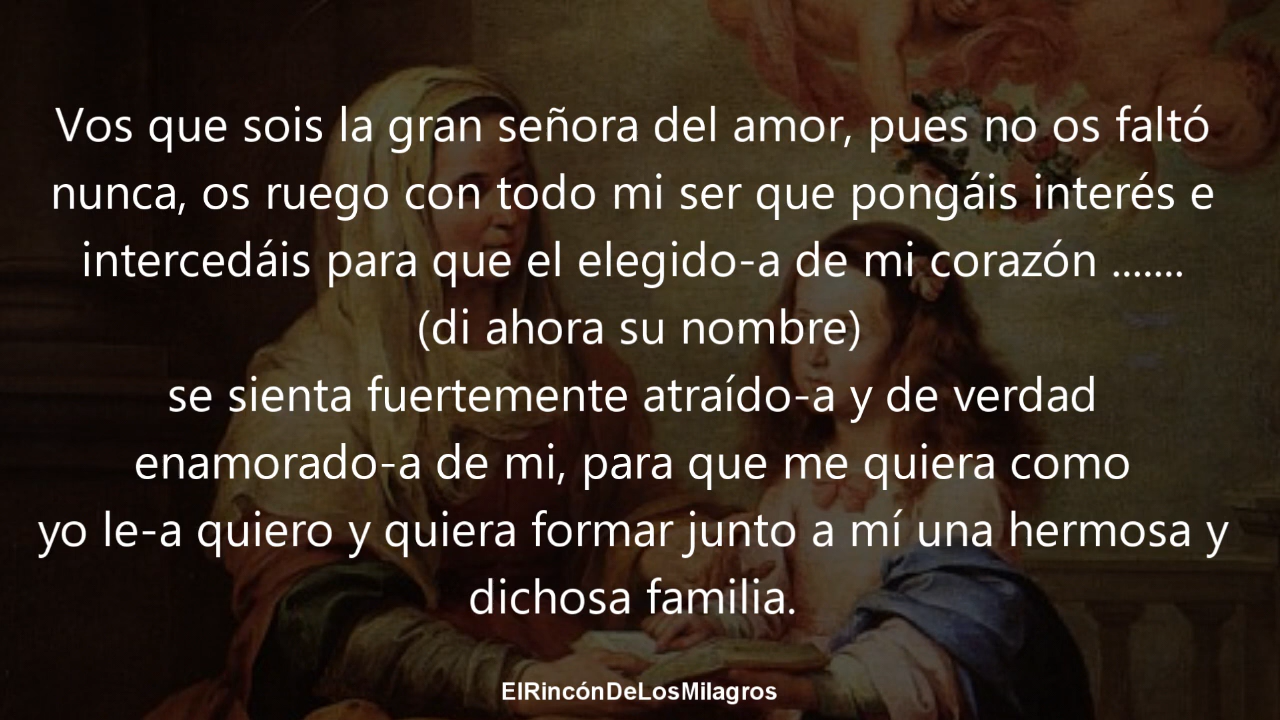 Vos que sois la gran señora del amor, pues no os faltó
nunca, os ruego con todo mi ser que pongáis interés e
intercedáis para que el elegido-a de mi corazón .......
(di ahora su nombre)
se sienta fuertemente atraído-a y de verdad
enamorado-a de mi, para que me quiera como
yo le-a quiero y quiera formar junto a mí una hermosa y
dichosa familia.
ElRincónDeLosMilagros